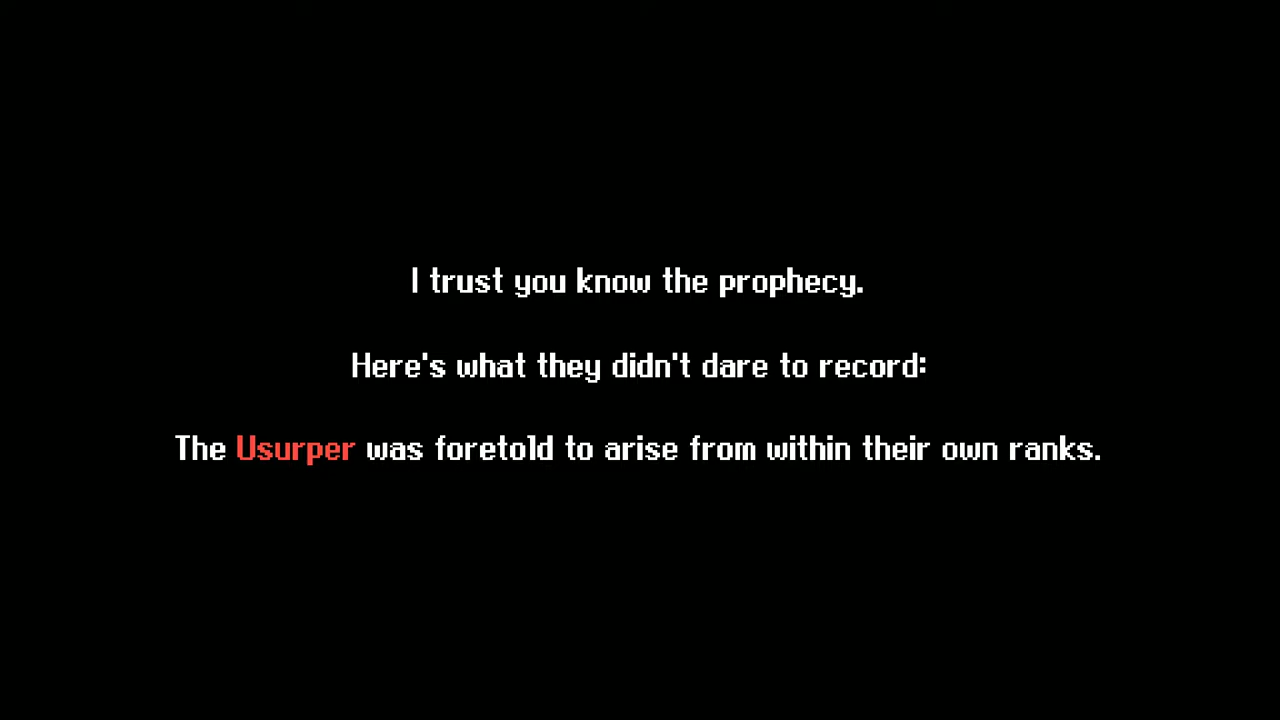 I trust you know the prophecy.
Here's what they didn't dare to record:
The Usurper was foretold to arise from within their own ranks.